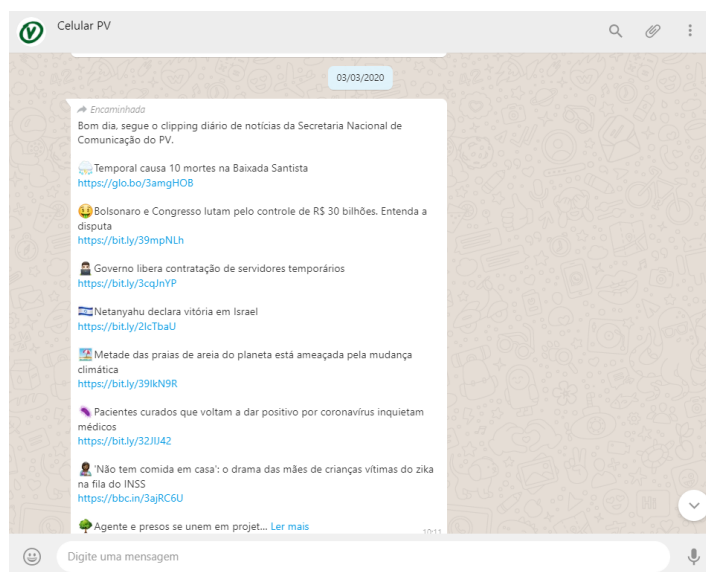 Celular PV
03/03/2020
Encaminhada
Bom dia, segue o clipping diário de notícias da Secretaria Nacional de
Comunicação do PV.
Temporal causa 10 mortes na Baixada Santista
https://glo.bo/3amgHOB
Bolsonaro e Congresso lutam pelo controle de R$ 30 bilhões. Entenda a
disputa
https://bit.ly/39mpNLh
Governo libera contratação de servidores temporários
https://bit.ly/3cqJnYP
Netanyahu declara vitória em Israel
https://bit.ly/2IcTbaU
Metade das praias de areia do planeta está ameaçada pela mudança
climática
https://bit.ly/39IkN9R
Pacientes curados que voltam a dar positivo por coronavírus inquietam
médicos
https://bit.ly/32JIJ42
'Não tem comida em casa': o drama das mães de crianças vítimas do zika
na fila do INSS
https://bbc.in/3ajRC6U
Agente e presos se unem em projet... Ler mais
10:11
Digite uma mensagem